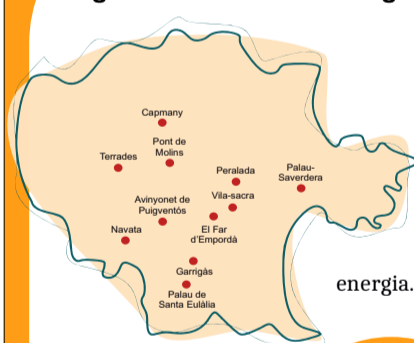 Capmany
Pont de
Molins
Terrades
Peralada
Palau-
Saverdera
Vila-sacra
Avinyonet de
Puigventós
Navata
El Far
d'Empordà
Garrigàs
Palau de
Santa Eulàlia
energia.